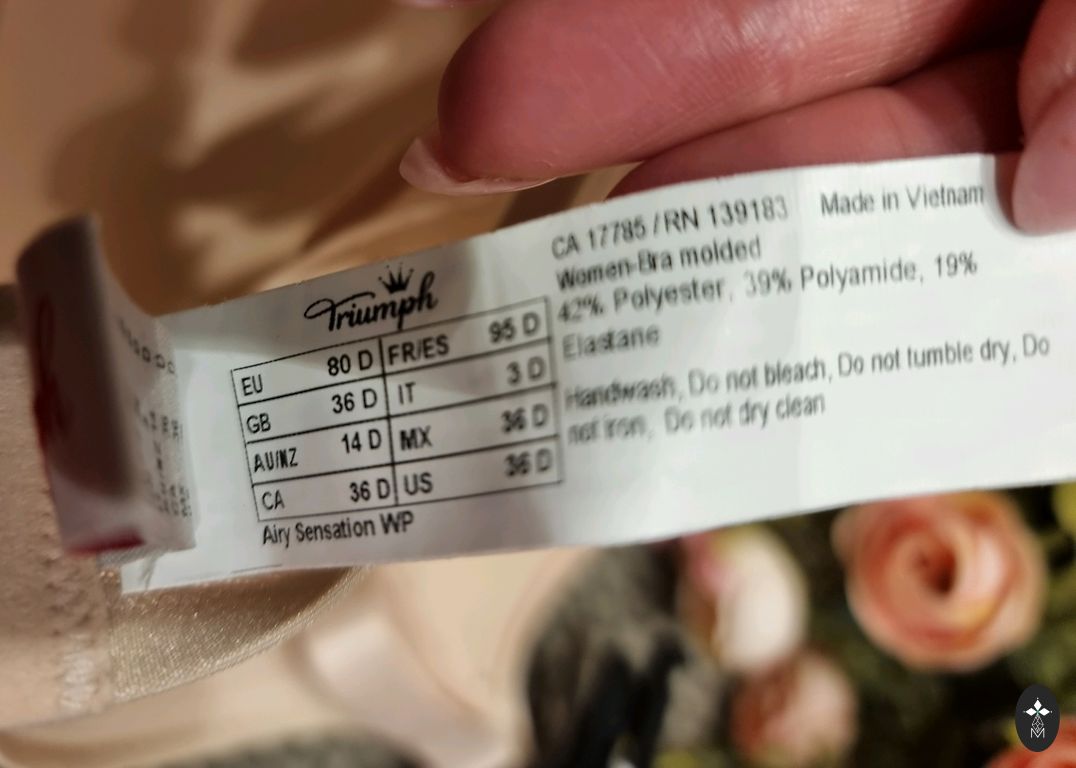 Triumph
EU 80 D FR/ES 95 D
GB 36 D IT 3 D
AU/NZ 14 D MX 36 D
CA 36 D US 36 D
Airy Sensation WP
CA 17785 / RN 139183 Made in Vietnam
Women-Bra molded
42% Polyester, 39% Polyamide, 19%
Elastane
Handwash, Do not bleach, Do not tumble dry, Do
not iron, Do not dry clean
M